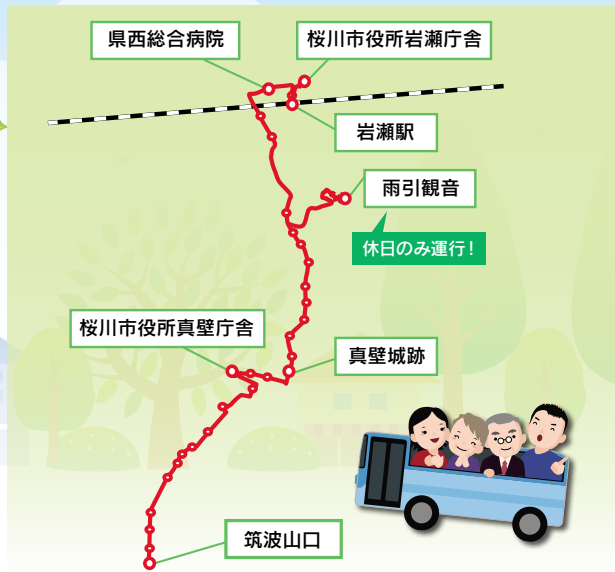 県西総合病院
桜川市役所岩瀬庁舎
岩瀬駅
雨引観音
休日のみ運行!
桜川市役所真壁庁舎
真壁城跡
筑波山口